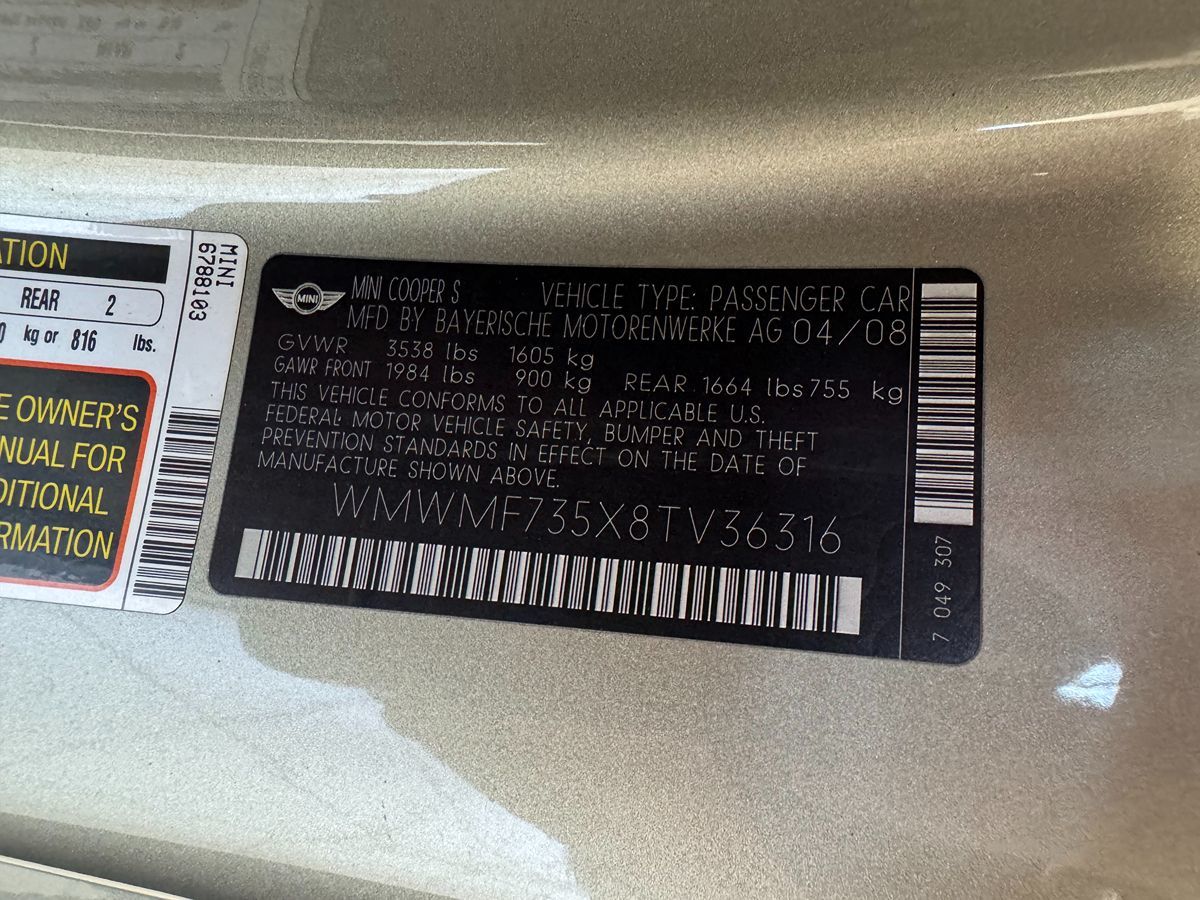 ATION
REAR 2
0 kg or 816 lbs.
E OWNER'S
NUAL FOR
DITIONAL
RMATION
MINI
6788103
MINI
MINI COOPER S VEHICLE TYPE: PASSENGER CAR
MFD BY BAYERISCHE MOTORENWERKE AG 04/08
GVWR 3538 lbs 1605 kg
GAWR FRONT 1984 lbs 900 kg REAR 1664 lbs 755 kg
THIS VEHICLE CONFORMS TO ALL APPLICABLE U.S.
FEDERAL MOTOR VEHICLE SAFETY, BUMPER AND THEFT
PREVENTION STANDARDS IN EFFECT ON THE DATE OF
MANUFACTURE SHOWN ABOVE.
WMWMF735X8TV36316
7 049 307